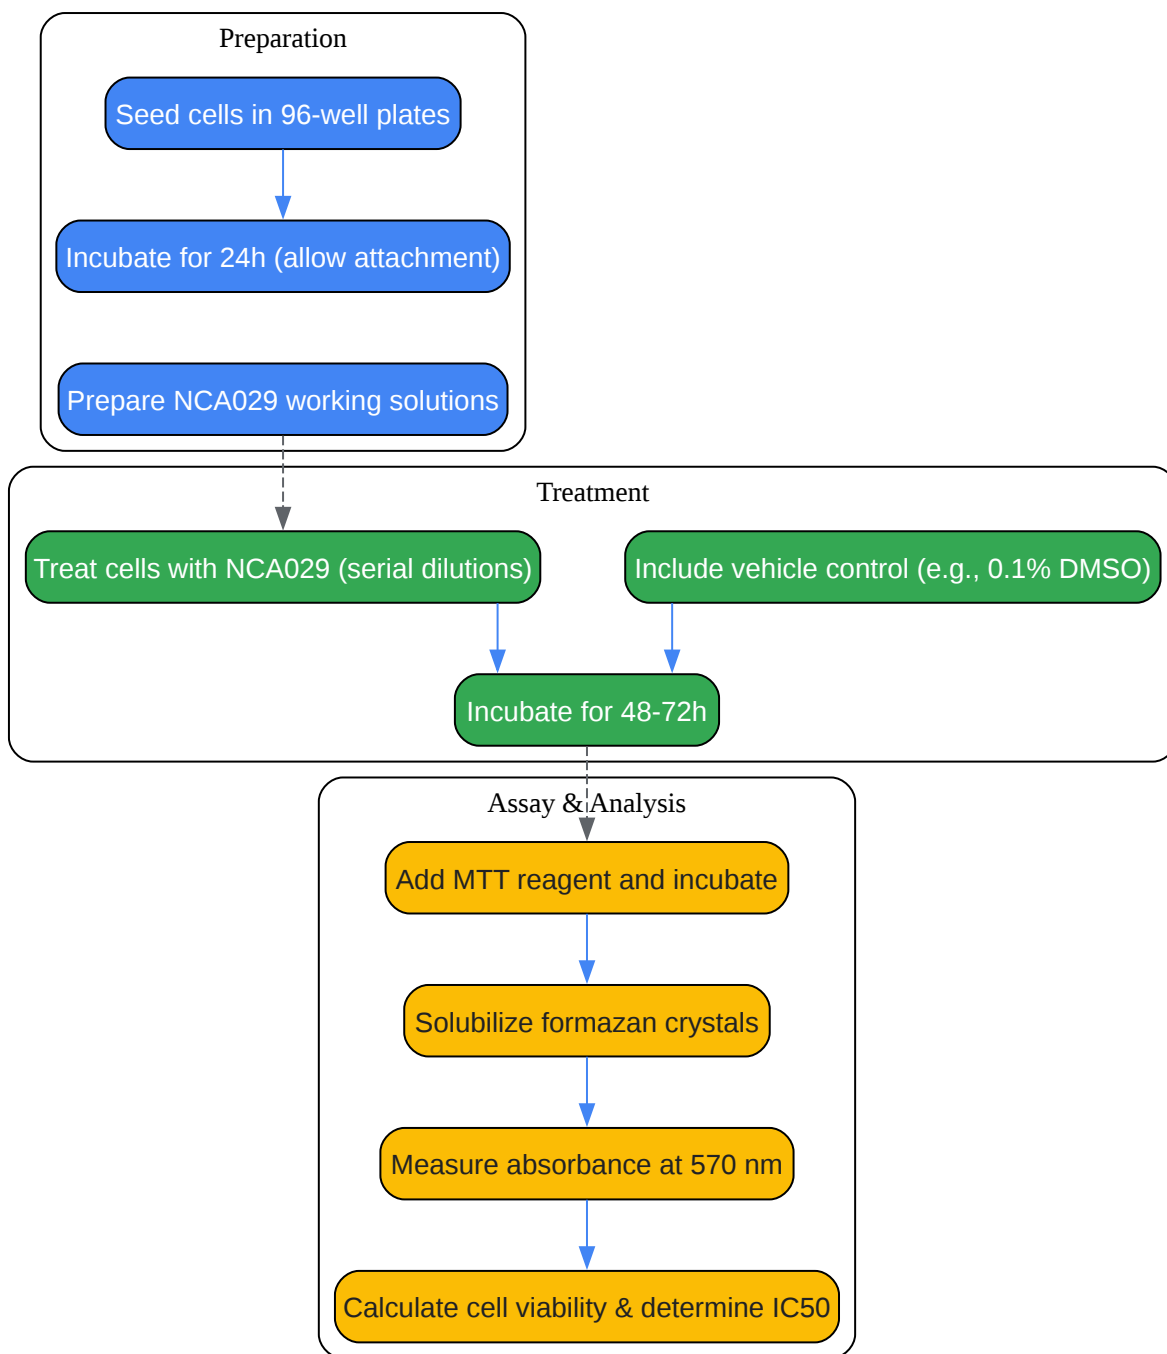 Preparation
Seed cells in 96-well plates
Incubate for 24h (allow attachment)
Prepare NCA029 working solutions
Treatment
Treat cells with NCA029 (serial dilutions)
Include vehicle control (e.g., 0.1% DMSO)
Incubate for 48-72h
Assay & Analysis
Add MTT reagent and incubate
Solubilize formazan crystals
Measure absorbance at 570 nm
Calculate cell viability & determine IC50